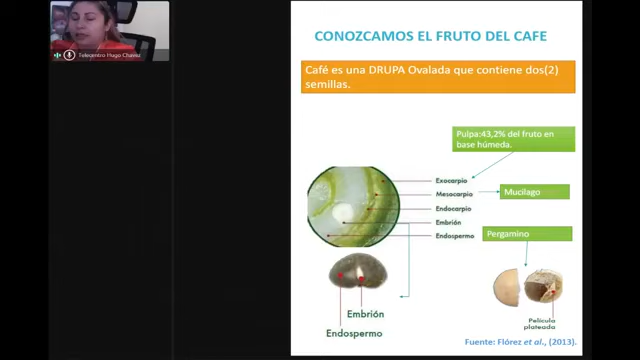 Telecentro Hugo Chavez
CONOZCAMOS EL FRUTO DEL CAFE
Café es una DRUPA Ovalada que contiene dos(2)
semillas.
Pulpa:43,2% del fruto en
base húmeda.
Exocarpio
Mesocarpio
Mucilago
Endocarpio
Embrión
Endospermo
Pergamino
Embrión
Endospermo
Película
plateada
Fuente: Flórez et al., (2013).